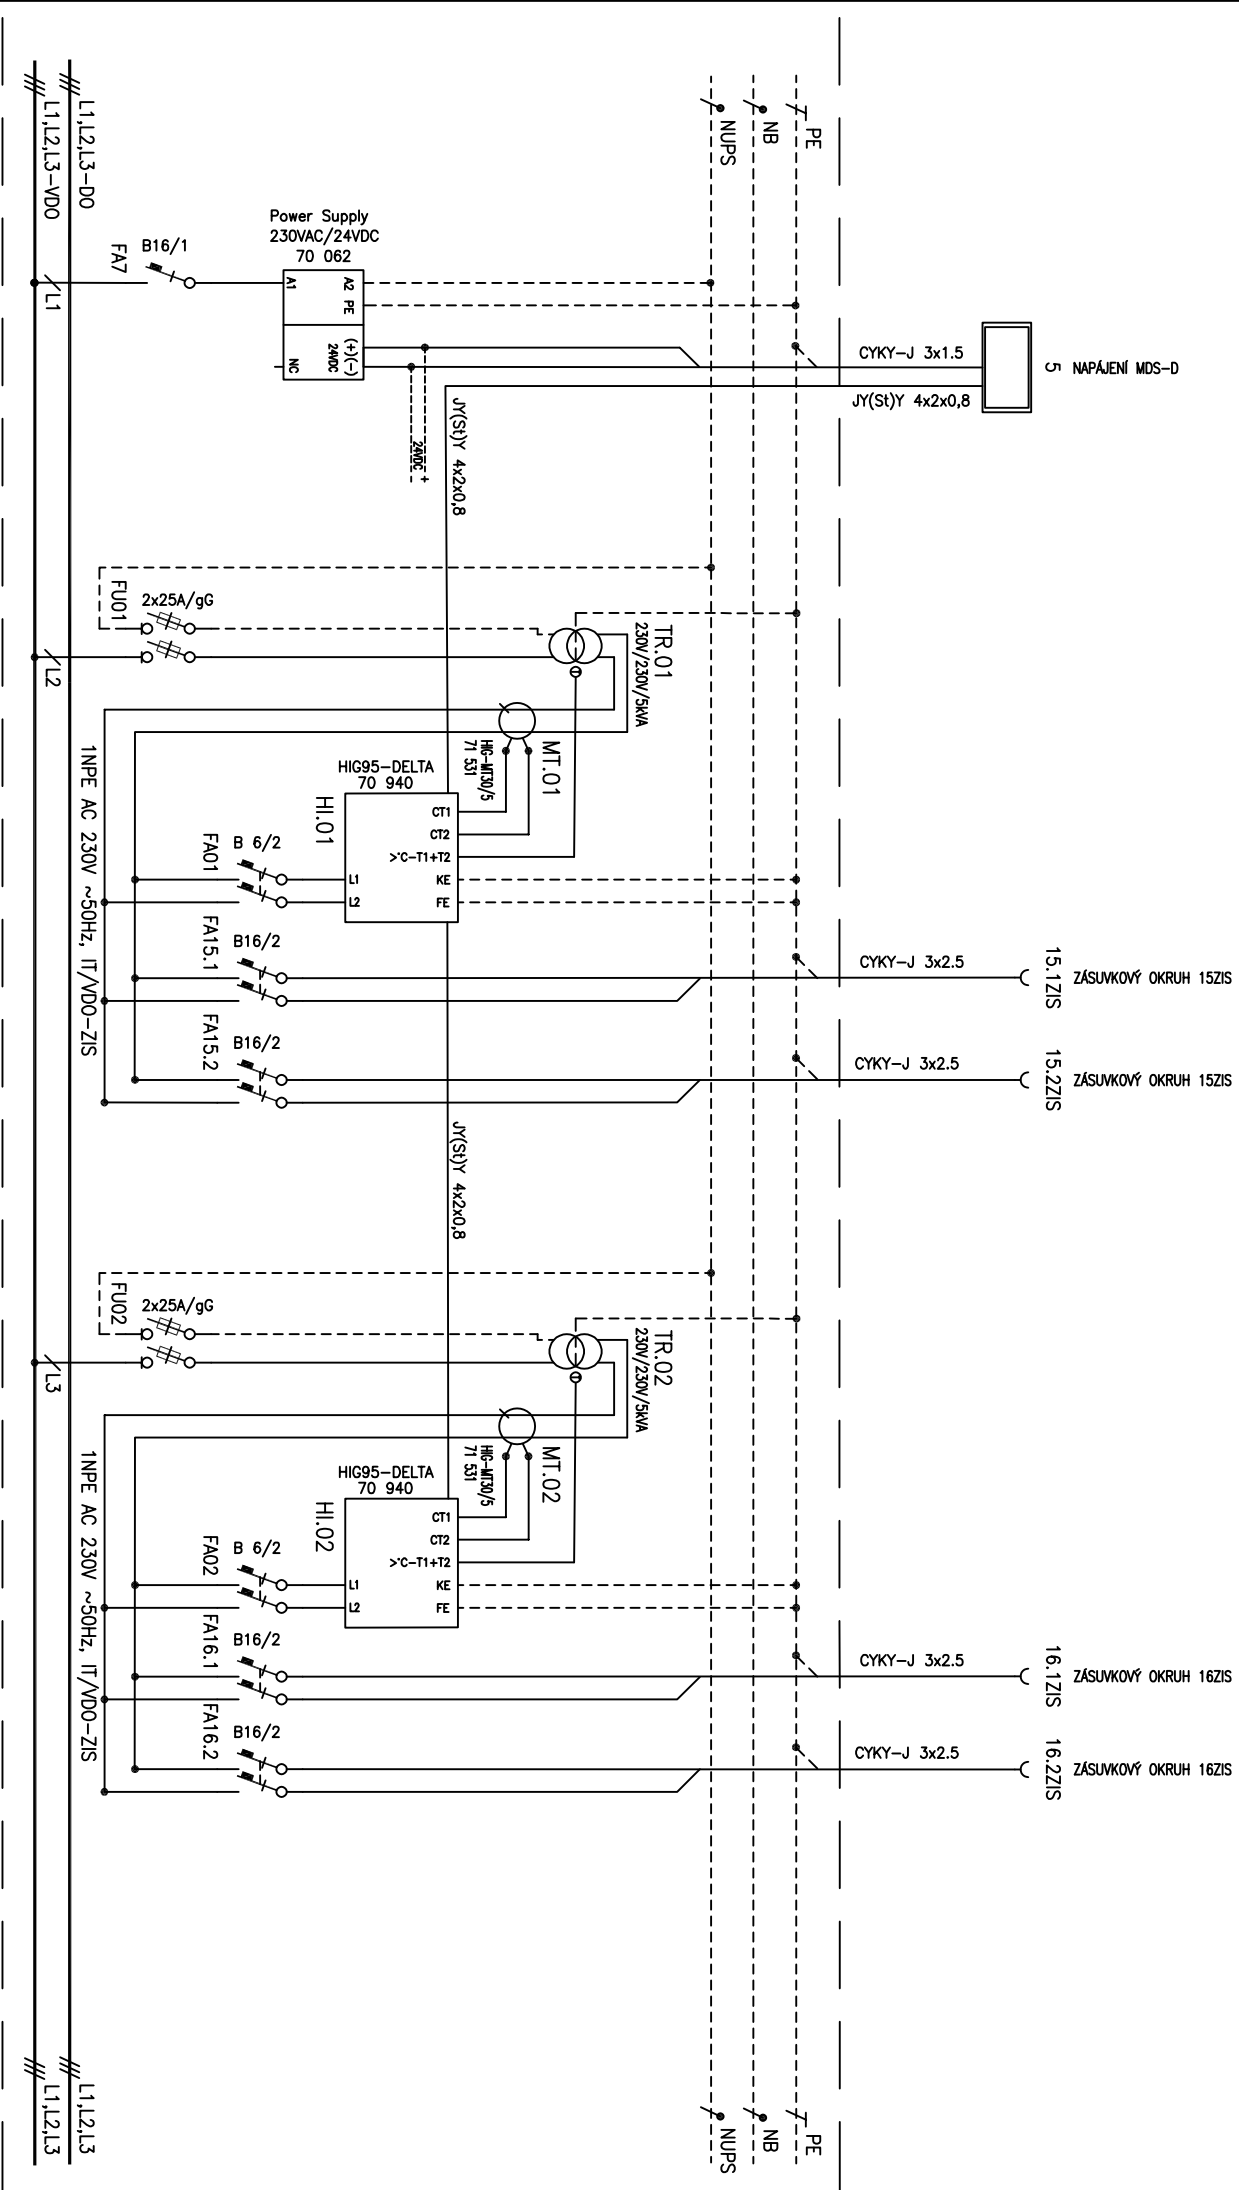 L1,L2,L3-VDO
L1,L2,L3-DO
NUPS
NB
PE
Power Supply
230VAC/24VDC
70 062
B16/1
FA7
L1
A1
A2
PE
(+)(-)
24VDC
NC
24VDC
+
-
CYKY-J 3x1.5
JY(St)Y 4x2x0,8
5
NAPÁJENÍ MDS-D
JY(St)Y 4x2x0,8
FU01
2x25A/gG
L2
TR.01
230V/230V/5kVA
MT.01
HIG-MT30/5
71 531
HIG95-DELTA
70 940
HI.01
CT1
CT2
>°C-T1+T2
KE
FE
L1
L2
1NPE AC 230V ~50Hz, IT/VDO-ZIS
FA01
B 6/2
FA15.1
B16/2
CYKY-J 3x2.5
15.1ZIS
ZÁSUVKOVÝ OKRUH 15ZIS
FA15.2
B16/2
CYKY-J 3x2.5
15.2ZIS
ZÁSUVKOVÝ OKRUH 15ZIS
JY(St)Y 4x2x0,8
FU02
2x25A/gG
L3
TR.02
230V/230V/5kVA
MT.02
HIG-MT30/5
71 531
HIG95-DELTA
70 940
HI.02
CT1
CT2
>°C-T1+T2
KE
FE
L1
L2
1NPE AC 230V ~50Hz, IT/VDO-ZIS
FA02
B 6/2
FA16.1
B16/2
CYKY-J 3x2.5
16.1ZIS
ZÁSUVKOVÝ OKRUH 16ZIS
FA16.2
B16/2
CYKY-J 3x2.5
16.2ZIS
ZÁSUVKOVÝ OKRUH 16ZIS
L1,L2,L3
L1,L2,L3
NUPS
NB
PE